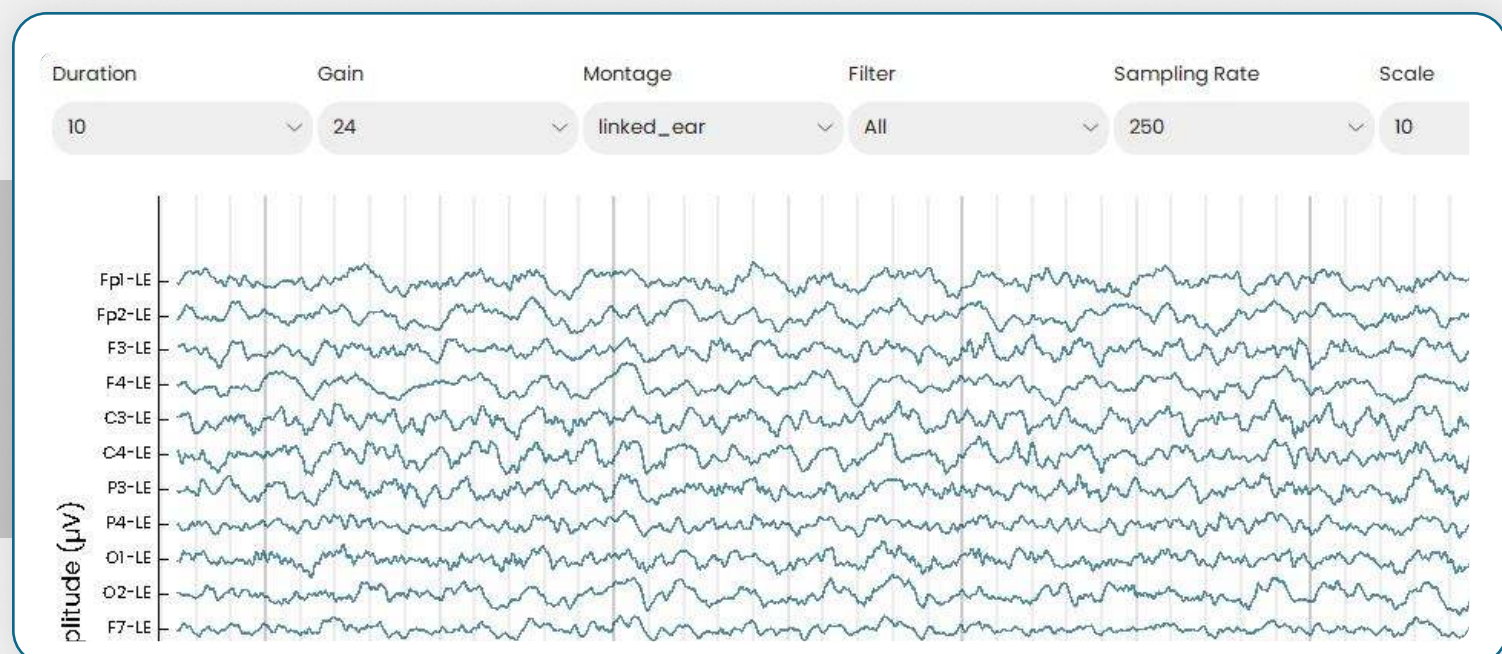 Duration Gain Montage Filter Sampling Rate Scale
10 24 linked_ear All 250 10
Fp1-LE
Fp2-LE
F3-LE
F4-LE
C3-LE
C4-LE
P3-LE
P4-LE
O1-LE
O2-LE
F7-LE
plitude (µV)